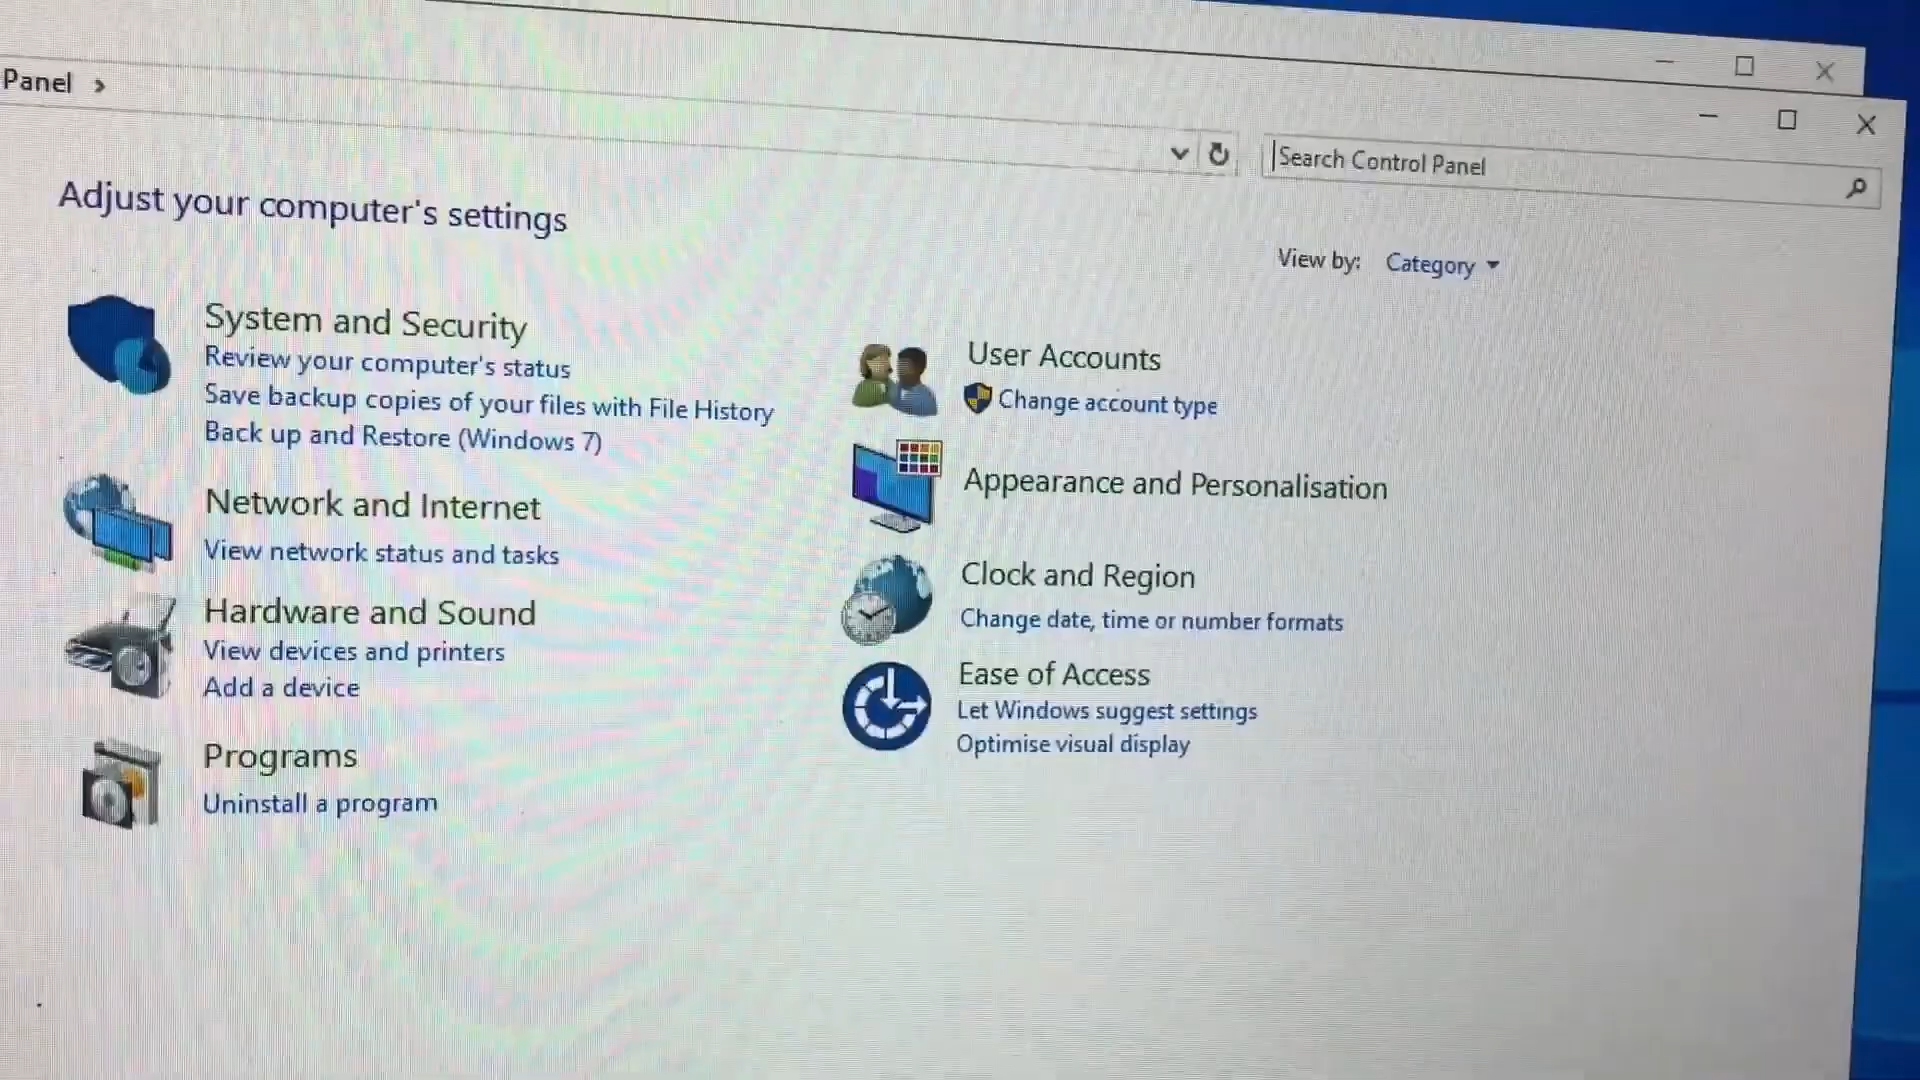 Panel
Search Control Panel
Adjust your computer's settings
View by: Category
System and Security
Review your computer's status
Save backup copies of your files with File History
Back up and Restore (Windows 7)
Network and Internet
View network status and tasks
Hardware and Sound
View devices and printers
Add a device
Programs
Uninstall a program
User Accounts
Change account type
Appearance and Personalisation
Clock and Region
Change date, time or number formats
Ease of Access
Let Windows suggest settings
Optimise visual display